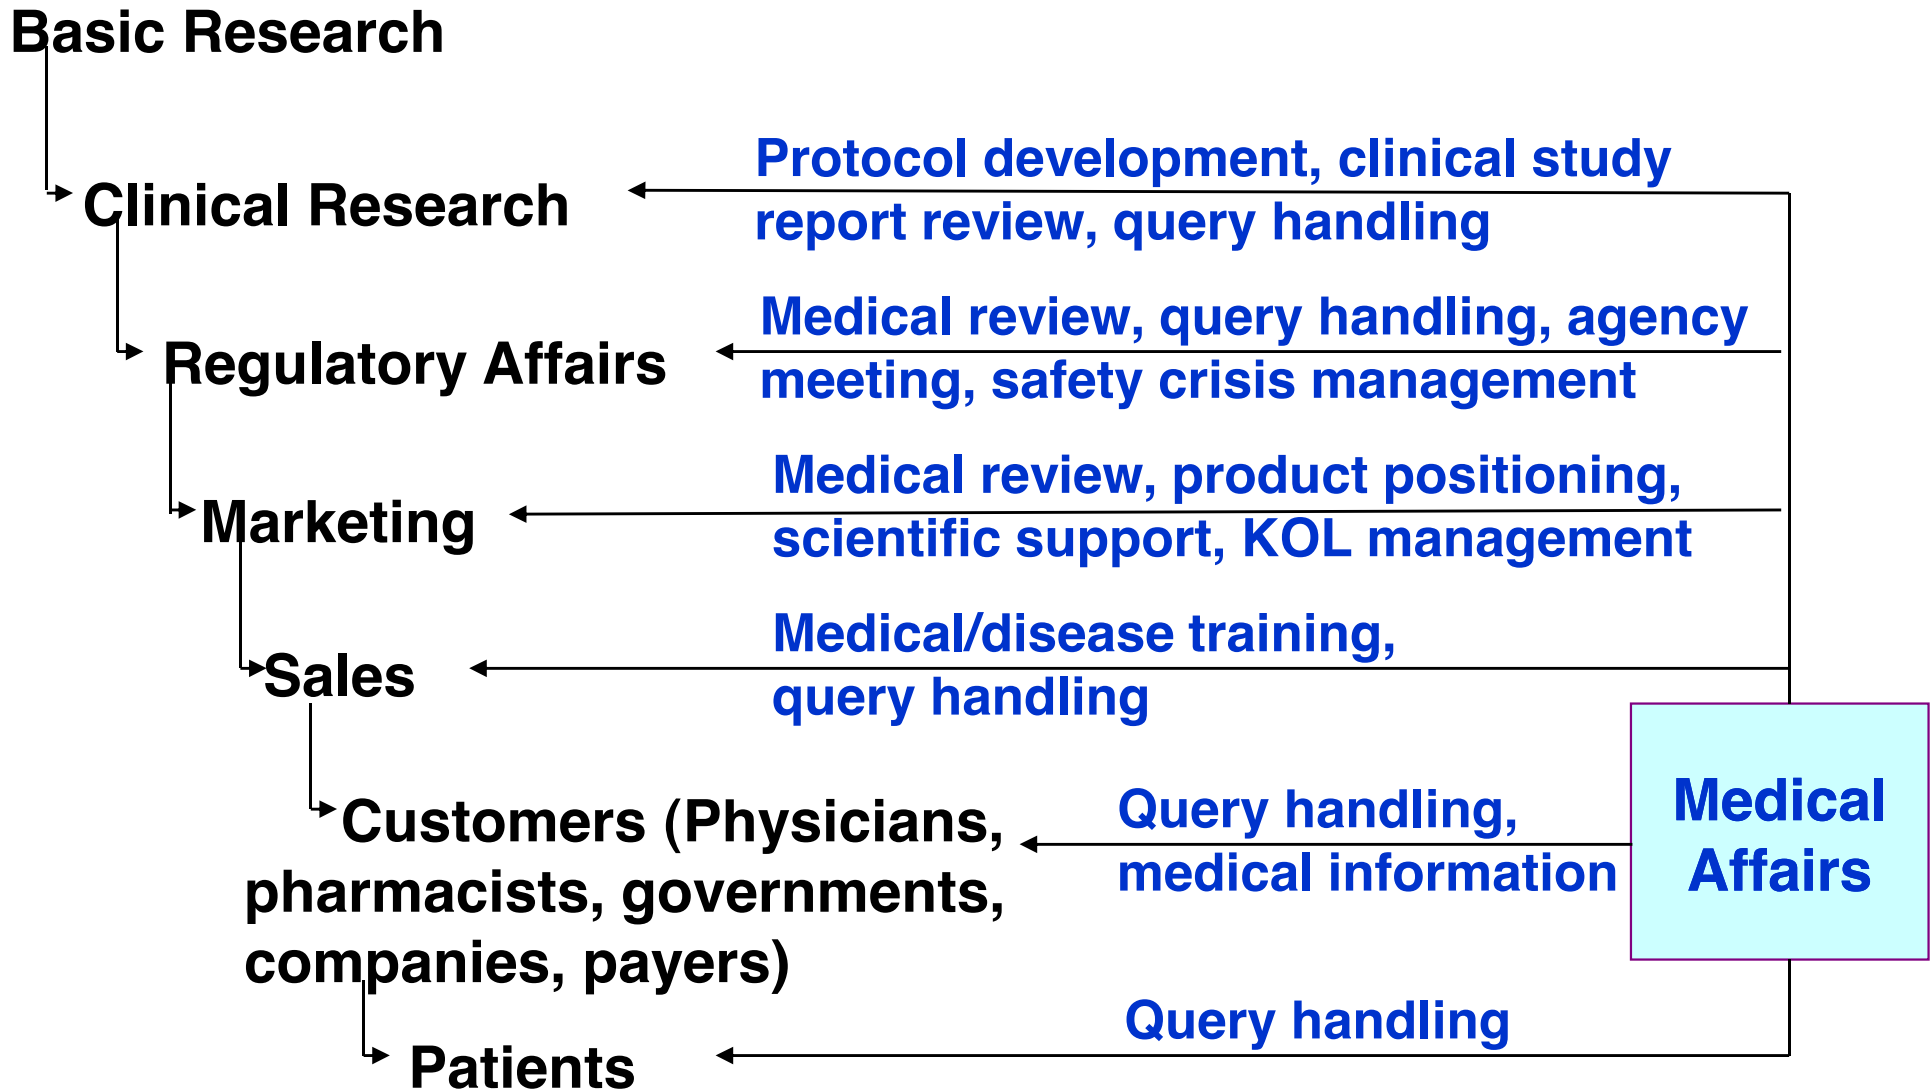 Basic Research
Protocol development, clinical study
Clinical Research
report review, query handling
Medical review, query handling, agency
Regulatory Affairs
meeting, safety crisis management
Medical review, product positioning,
Marketing
scientific support, KOL management
Medical/disease training,
Sales
query handling
Customers (Physicians,
pharmacists, governments,
companies, payers)
Query handling,
medical information
Medical
Affairs
Query handling
Patients